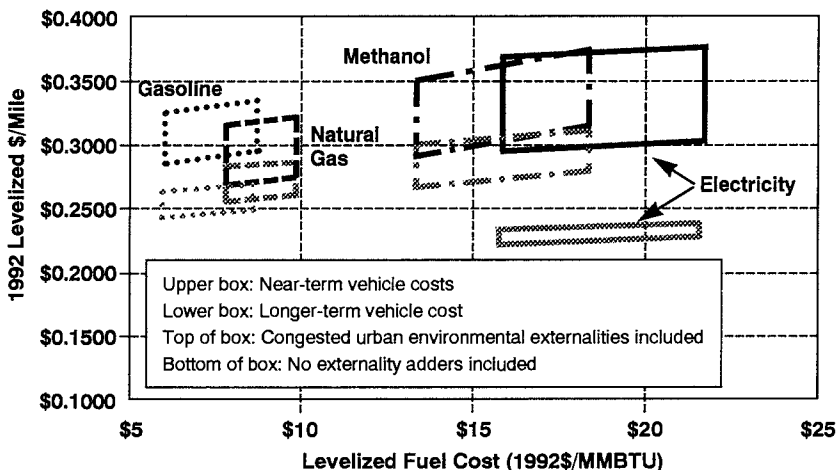 $0.4000
$0.3500
$0.3000
$0.2500
$0.2000
$0.1500
$0.1000
1992 Levelized $/Mile
Gasoline
Methanol
Natural
Gas
Electricity
Upper box: Near-term vehicle costs
Lower box: Longer-term vehicle cost
Top of box: Congested urban environmental externalities included
Bottom of box: No externality adders included
$5
$10
$15
$20
$25
Levelized Fuel Cost (1992$/MMBTU)